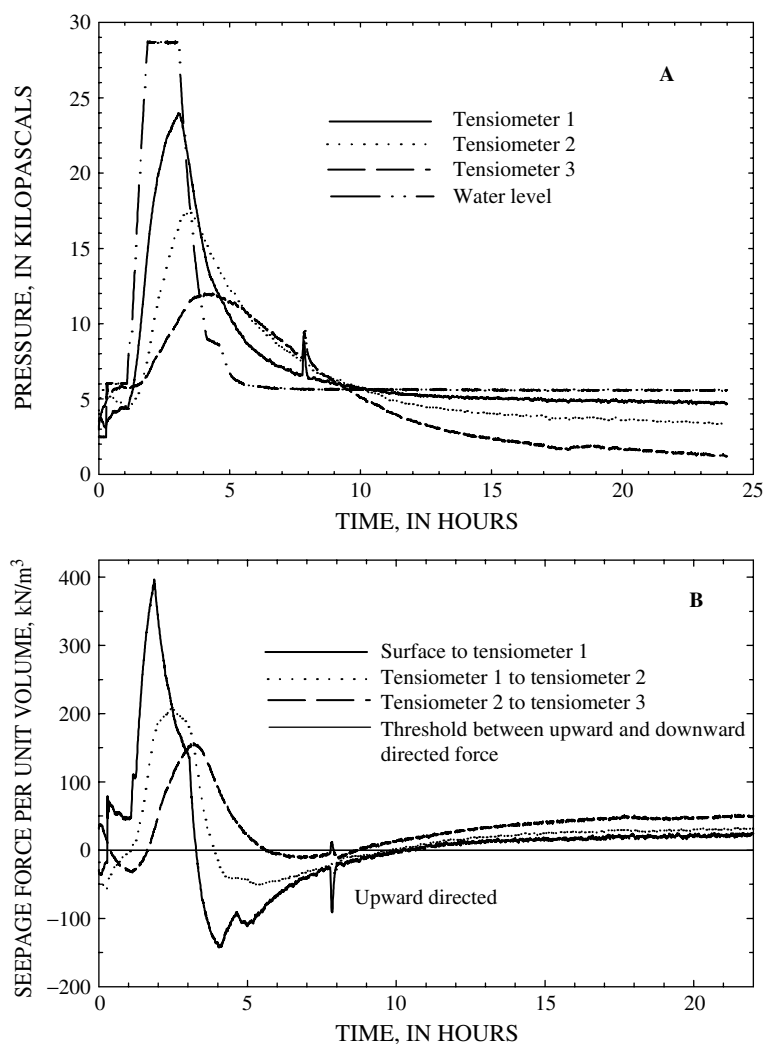 30
25
20
15
10
5
0
PRESSURE, IN KILOPASCALS
A
Tensiometer 1
Tensiometer 2
Tensiometer 3
Water level
0 5 10 15 20 25
TIME, IN HOURS
400
300
200
100
0
−100
−200
SEEPAGE FORCE PER UNIT VOLUME, kN/m³
B
Surface to tensiometer 1
Tensiometer 1 to tensiometer 2
Tensiometer 2 to tensiometer 3
Threshold between upward and downward
directed force
Upward directed
0 5 10 15 20
TIME, IN HOURS